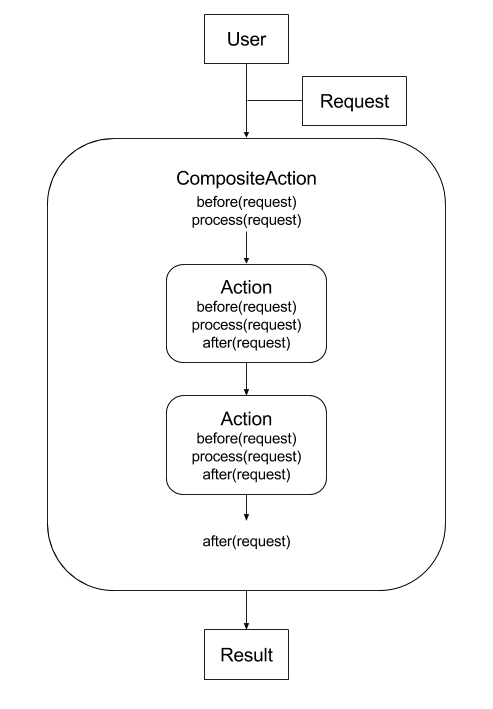 User
Request
CompositeAction
before(request)
process(request)
Action
before(request)
process(request)
after(request)
Action
before(request)
process(request)
after(request)
after(request)
Result